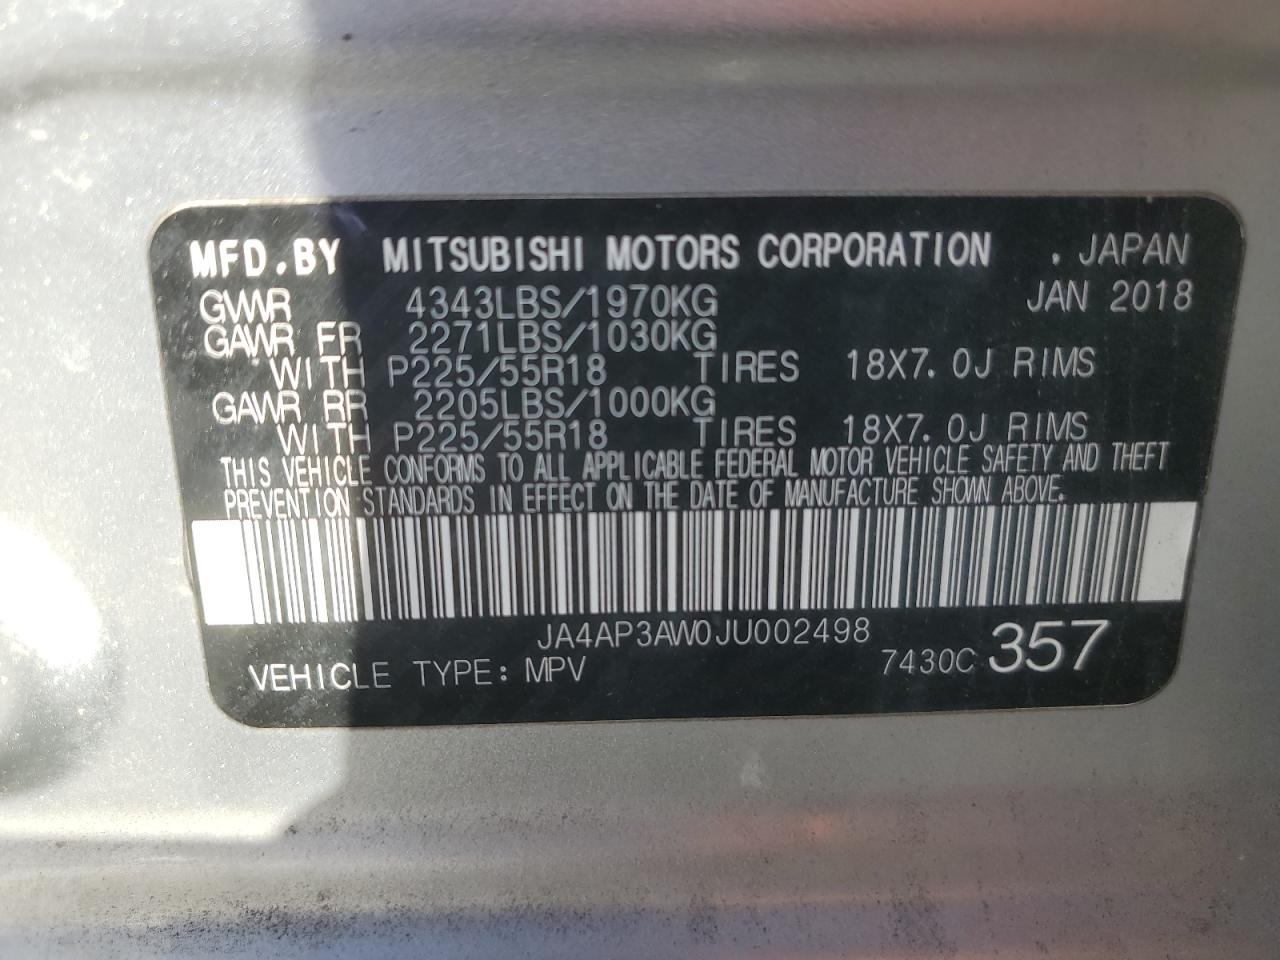 MFD.BY MITSUBISHI MOTORS CORPORATION . JAPAN
GVWR 4343LBS/1970KG JAN 2018
GAWR FR 2271LBS/1030KG
WITH P225/55R18 TIRES 18X7.0J RIMS
GAWR RR 2205LBS/1000KG
WITH P225/55R18 TIRES 18X7.0J RIMS
THIS VEHICLE CONFORMS TO ALL APPLICABLE FEDERAL MOTOR VEHICLE SAFETY AND THEFT
PREVENTION STANDARDS IN EFFECT ON THE DATE OF MANUFACTURE SHOWN ABOVE.
JA4AP3AW0JU002498
VEHICLE TYPE: MPV 7430C 357